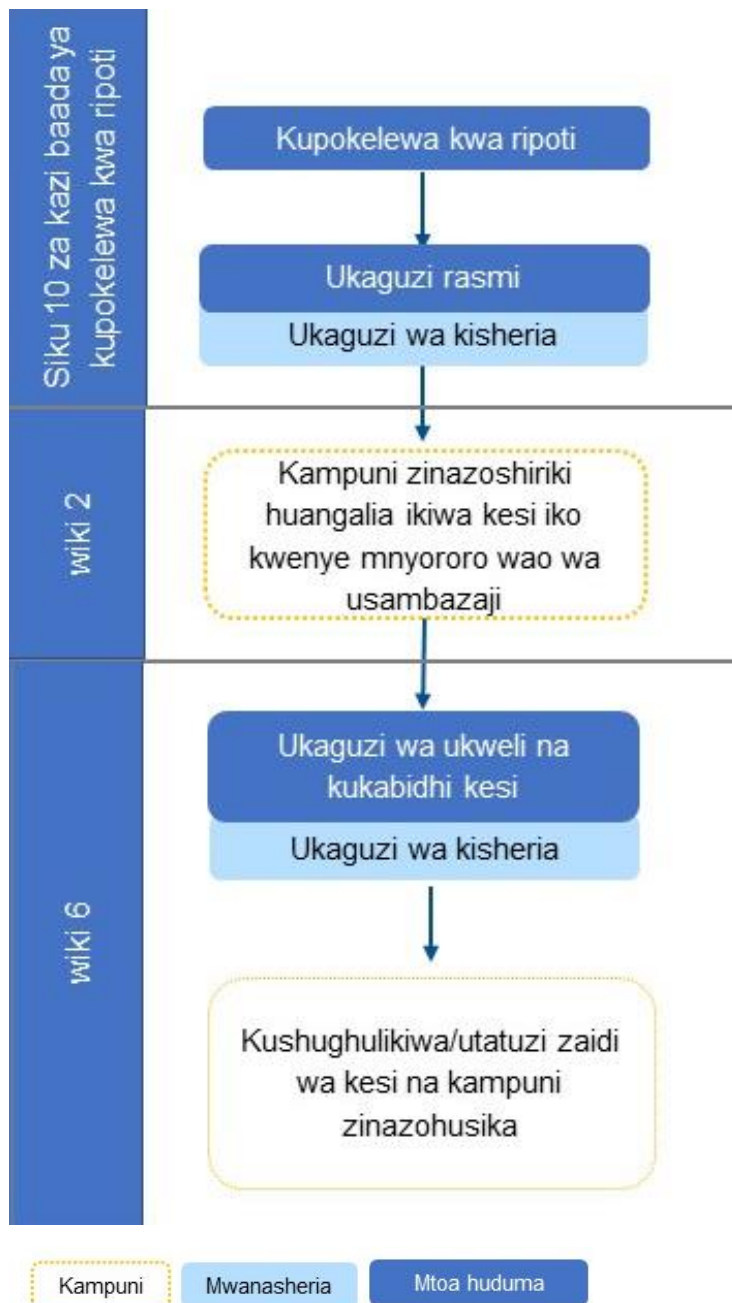 Siku 10 za kazi baada ya
kupokelewa kwa ripoti
Kupokelewa kwa ripoti
Ukaguzi rasmi
Ukaguzi wa kisheria
wiki 2
Kampuni zinazoshiriki
huangalia ikiwa kesi iko
kwenye mnyororo wao wa
usambazaji
wiki 6
Ukaguzi wa ukweli na
kukabidhi kesi
Ukaguzi wa kisheria
Kushughulikiwa/utatuzi zaidi
wa kesi na kampuni
zinazohusika
Kampuni
Mwanasheria
Mtoa huduma